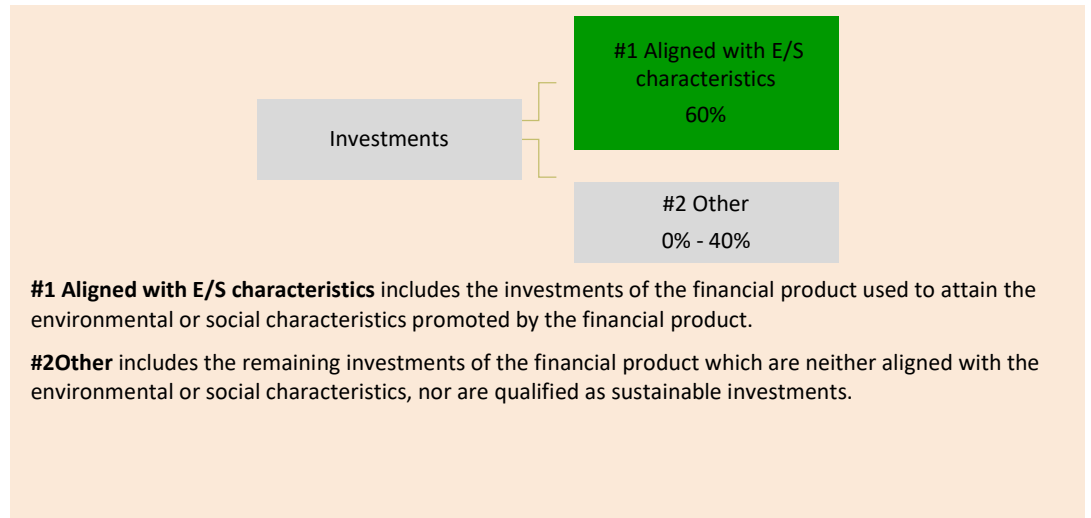 #1 Aligned with E/S
characteristics
60%
Investments
#2 Other
0% - 40%
#1 Aligned with E/S characteristics includes the investments of the financial product used to attain the
environmental or social characteristics promoted by the financial product.
#2Other includes the remaining investments of the financial product which are neither aligned with the
environmental or social characteristics, nor are qualified as sustainable investments.